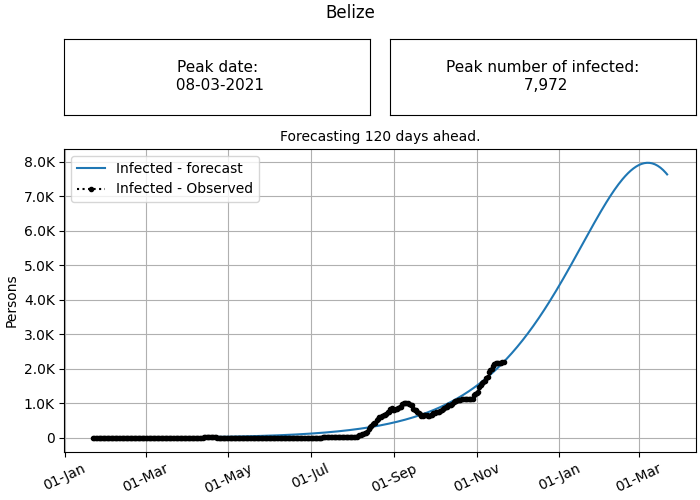 Belize
Peak date:
08-03-2021
Peak number of infected:
7,972
Forecasting 120 days ahead.
Infected - forecast
Infected - Observed
8.0K
7.0K
6.0K
5.0K
4.0K
3.0K
2.0K
1.0K
0
Persons
01-Jan
01-Mar
01-May
01-Jul
01-Sep
01-Nov
01-Jan
01-Mar